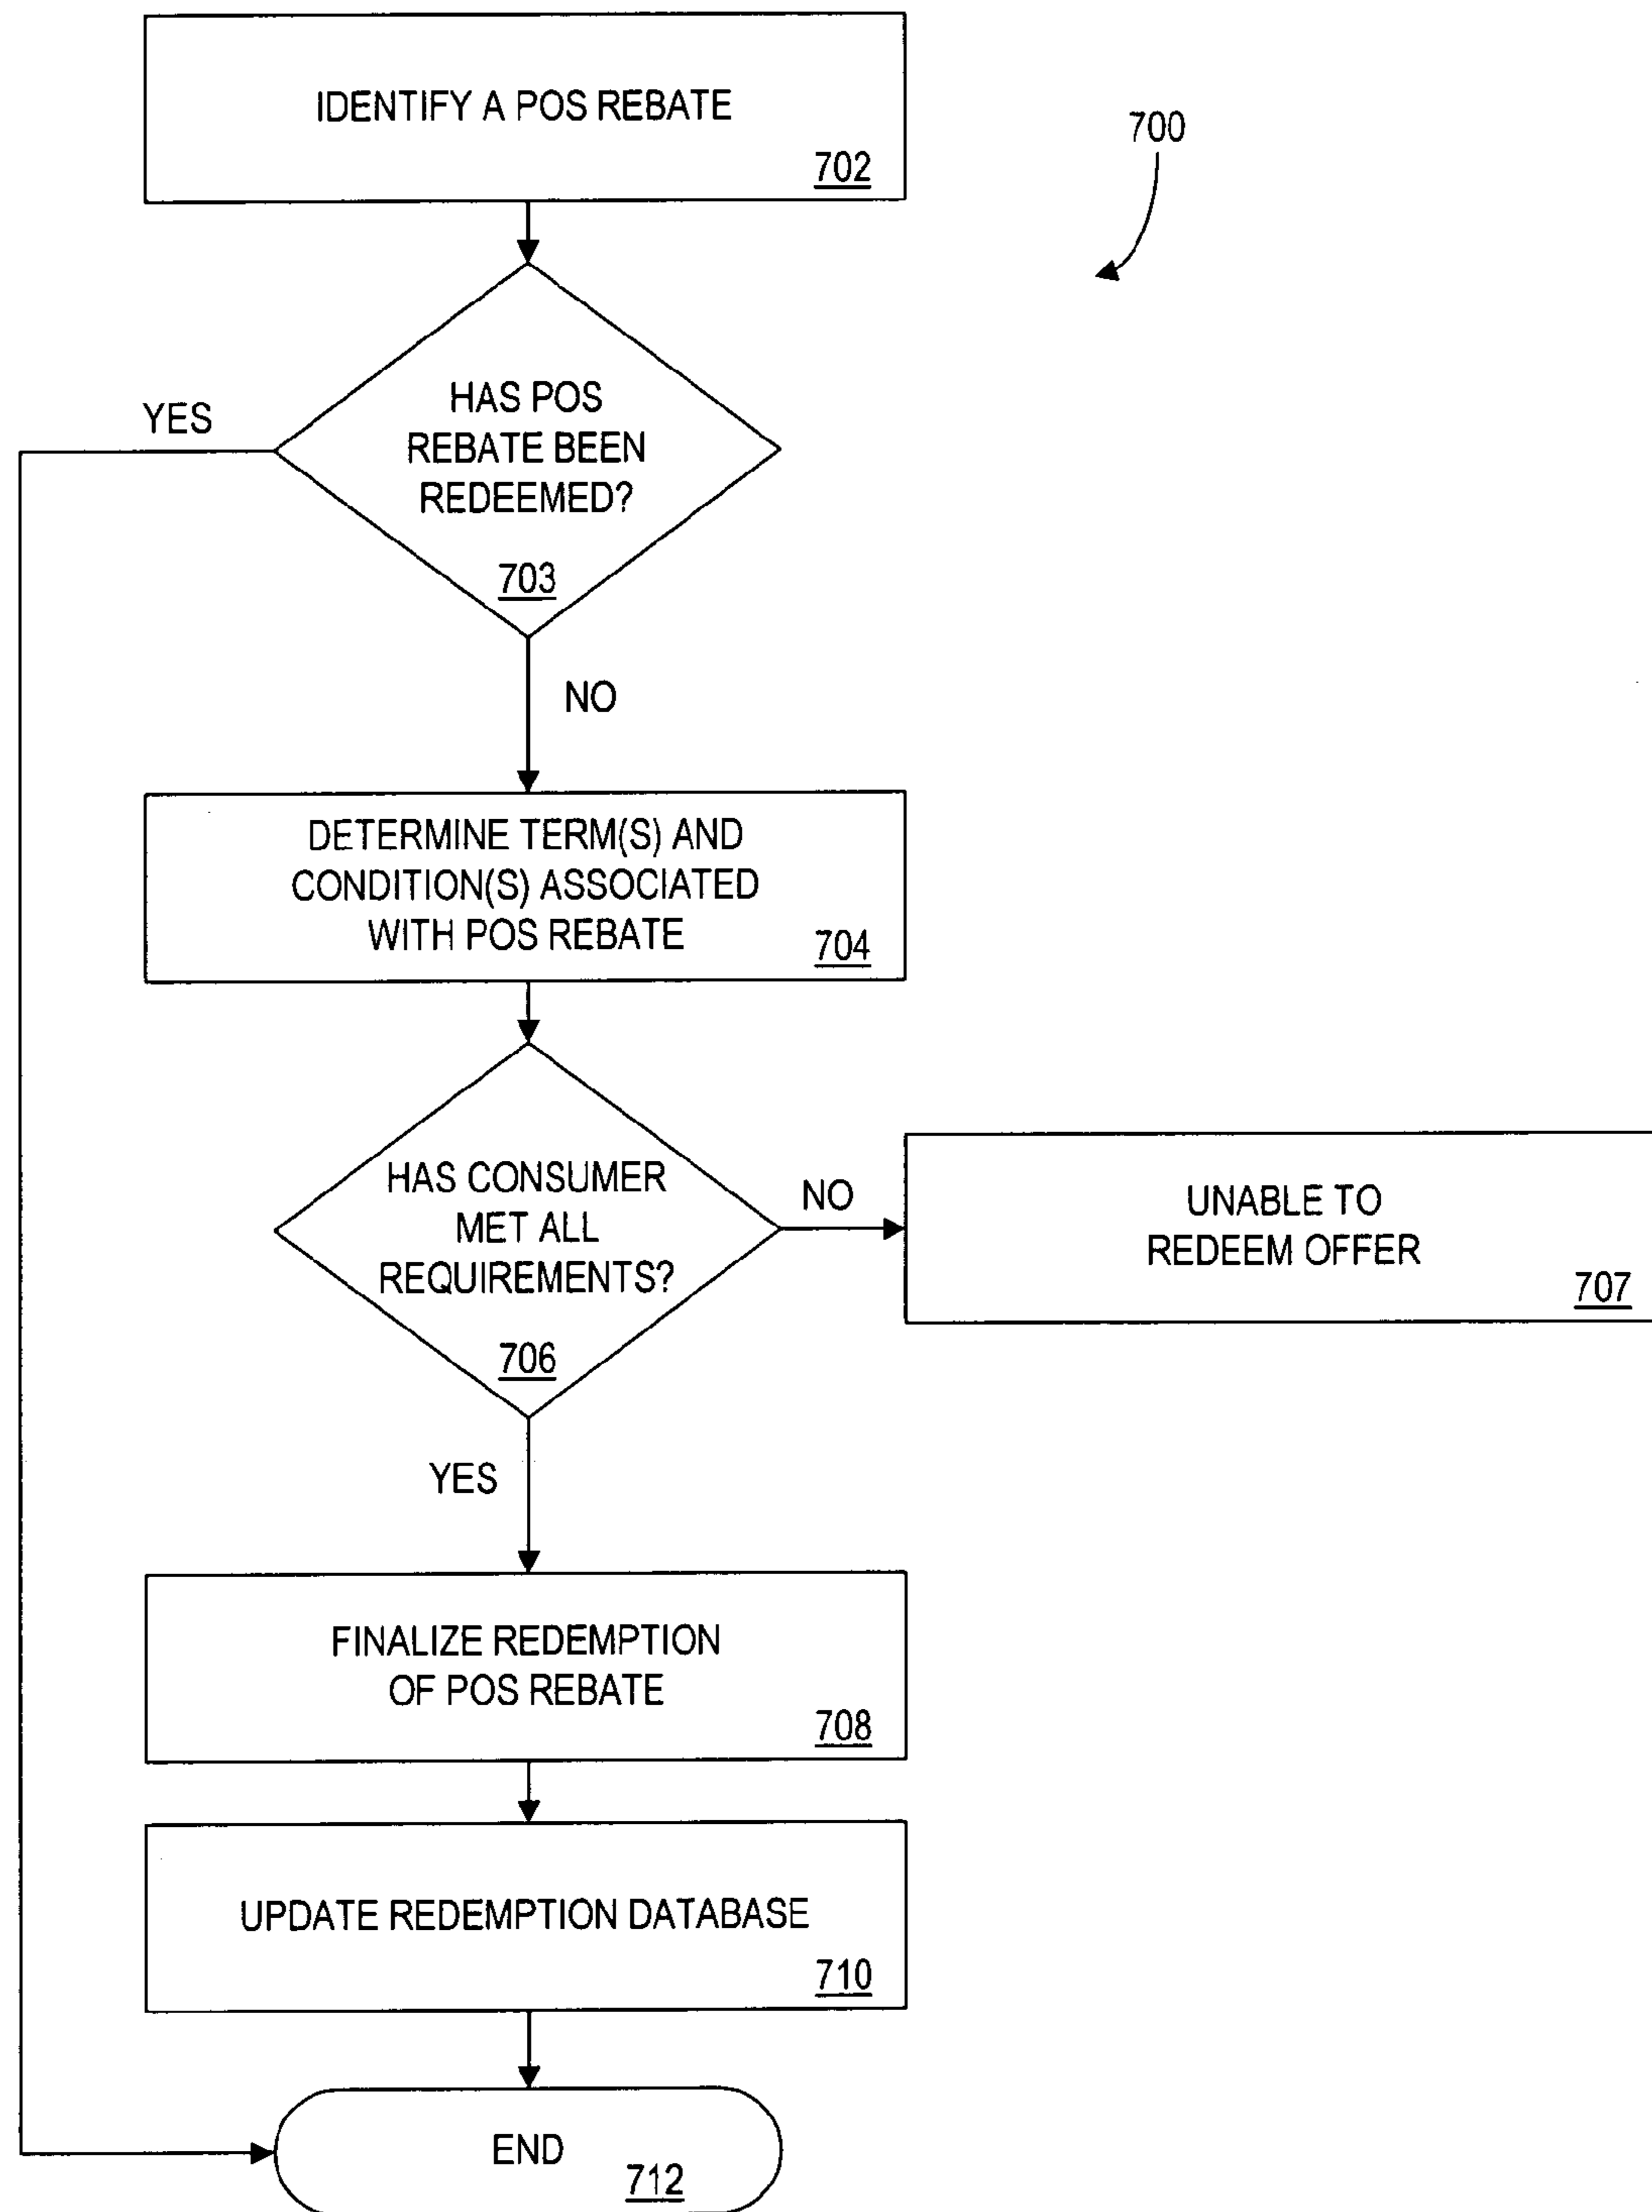 IDENTIFY A POS REBATE
702
700
HAS POS
REBATE BEEN
REDEEMED?
703
YES
NO
DETERMINE TERM(S) AND
CONDITION(S) ASSOCIATED
WITH POS REBATE
704
HAS CONSUMER
MET ALL
REQUIREMENTS?
706
NO
UNABLE TO
REDEEM OFFER
707
YES
FINALIZE REDEMPTION
OF POS REBATE
708
UPDATE REDEMPTION DATABASE
710
END
712